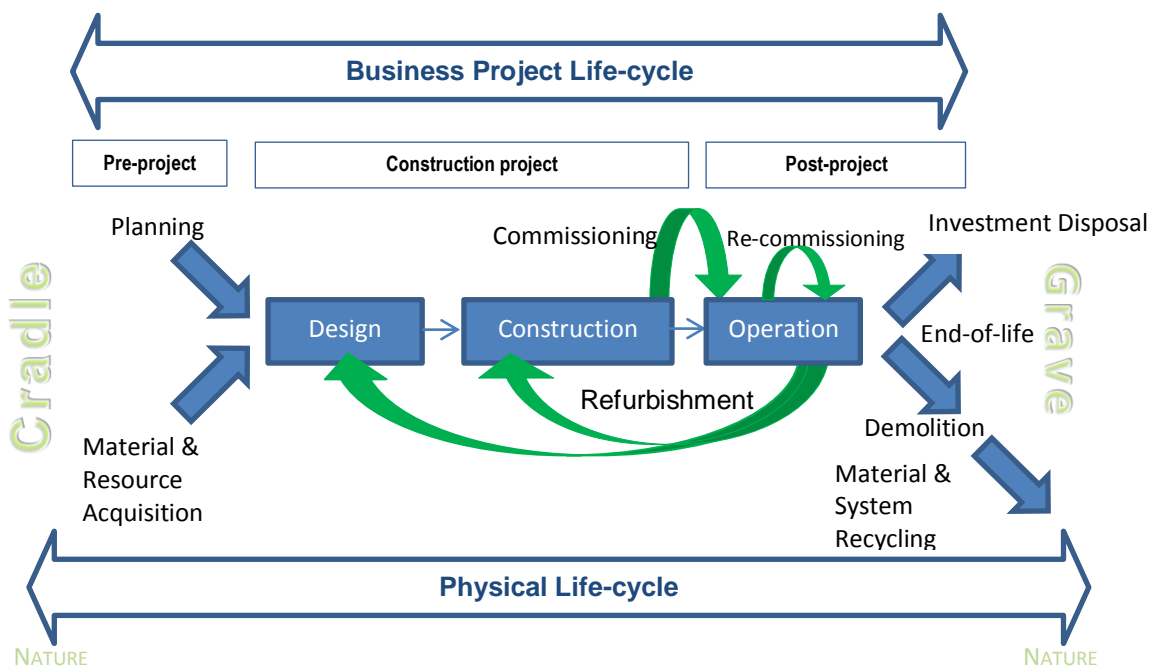 Business Project Life-cycle
Pre-project
Construction project
Post-project
Planning
Commissioning
Re-commissioning
Investment Disposal
Cradle
Grave
Design
Construction
Operation
End-of-life
Refurbishment
Demolition
Material &
Resource
Acquisition
Material &
System
Recycling
Physical Life-cycle
NATURE
NATURE